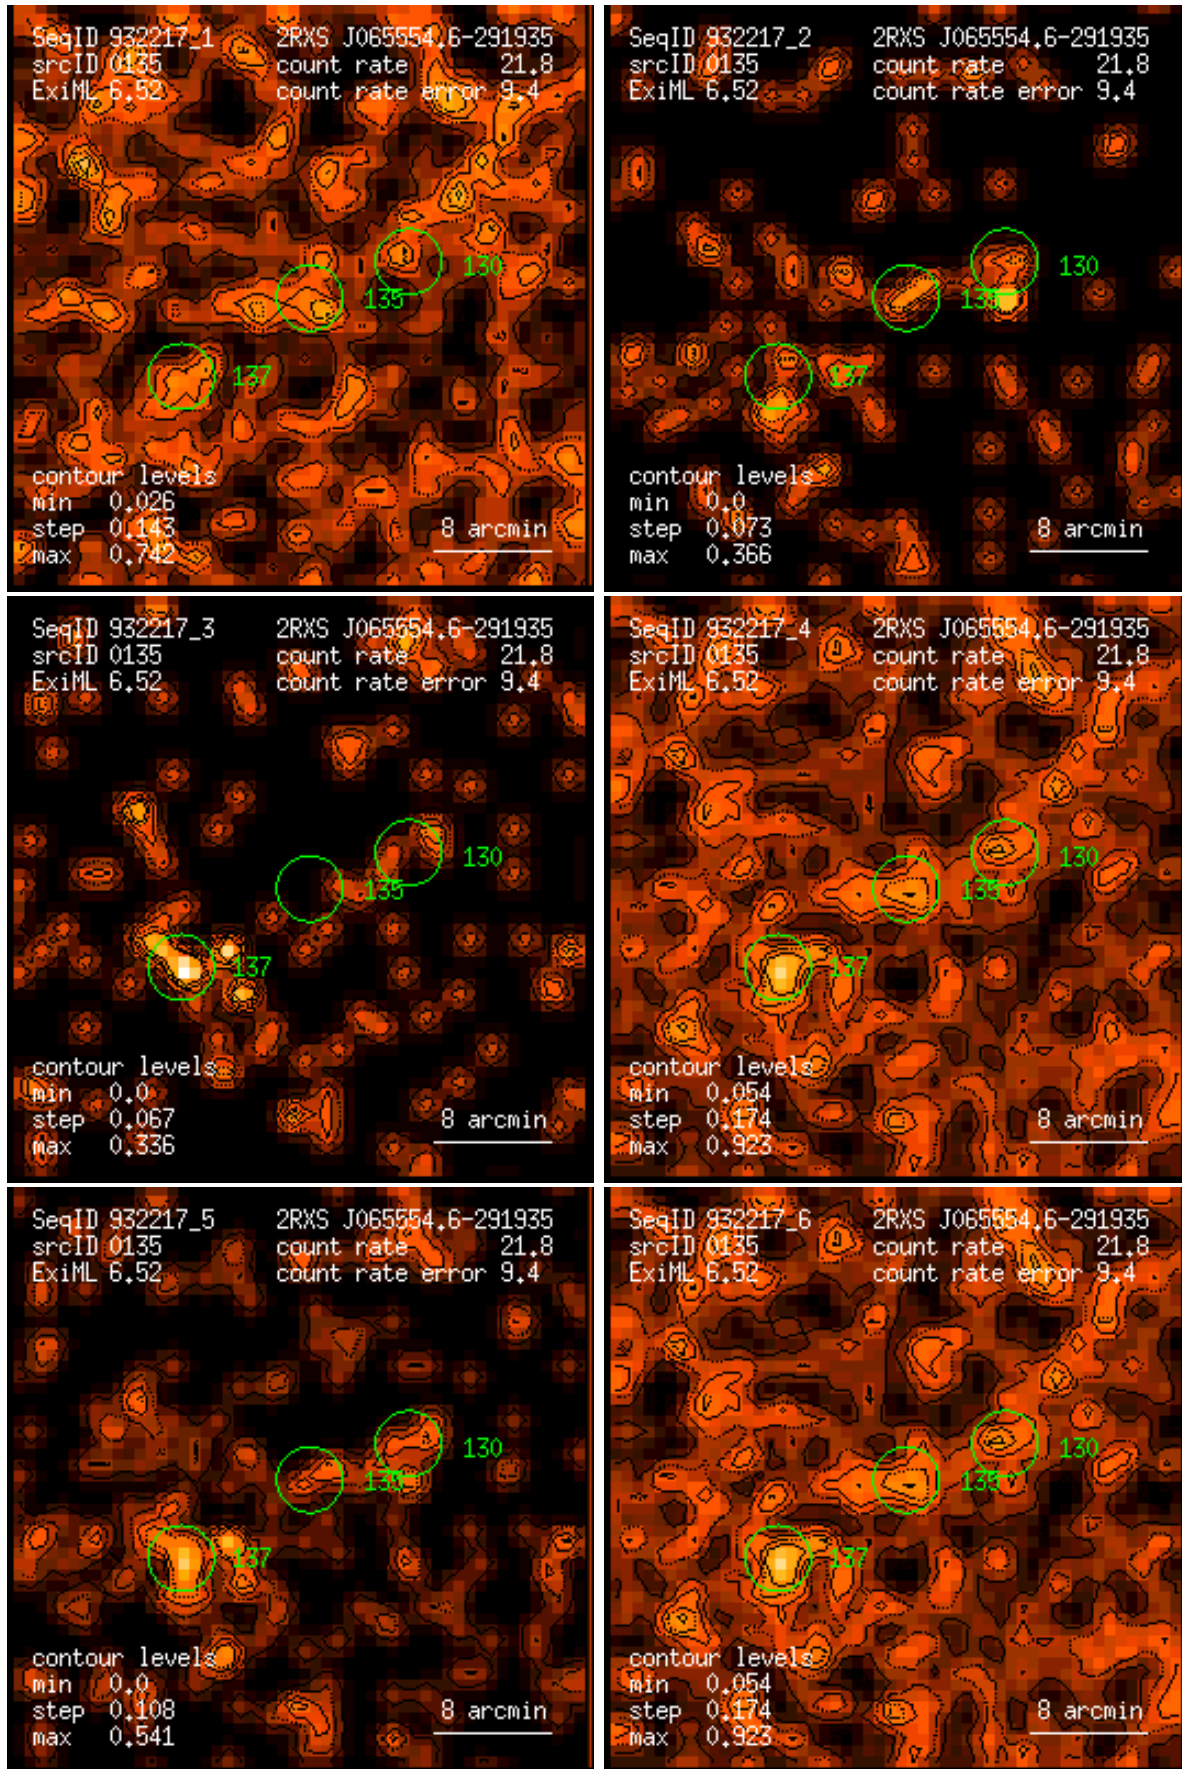 SeqID 932217_1 2RXS J065554.6-291935
srcID 0135 count rate 21.8
ExiML 6.52 count rate error 9.4
130
135
137
contour levels
min 0.026
step 0.143 8 arcmin
max 0.742
SeqID 932217_2 2RXS J065554.6-291935
srcID 0135 count rate 21.8
ExiML 6.52 count rate error 9.4
130
135
137
contour levels
min 0.0
step 0.073 8 arcmin
max 0.366
SeqID 932217_3 2RXS J065554.6-291935
srcID 0135 count rate 21.8
ExiML 6.52 count rate error 9.4
130
135
137
contour levels
min 0.0
step 0.067 8 arcmin
max 0.336
SeqID 932217_4 2RXS J065554.6-291935
srcID 0135 count rate 21.8
ExiML 6.52 count rate error 9.4
130
135
137
contour levels
min 0.054
step 0.174 8 arcmin
max 0.923
SeqID 932217_5 2RXS J065554.6-291935
srcID 0135 count rate 21.8
ExiML 6.52 count rate error 9.4
130
135
137
contour levels
min 0.0
step 0.108 8 arcmin
max 0.541
SeqID 932217_6 2RXS J065554.6-291935
srcID 0135 count rate 21.8
ExiML 6.52 count rate error 9.4
130
135
137
contour levels
min 0.054
step 0.174 8 arcmin
max 0.923